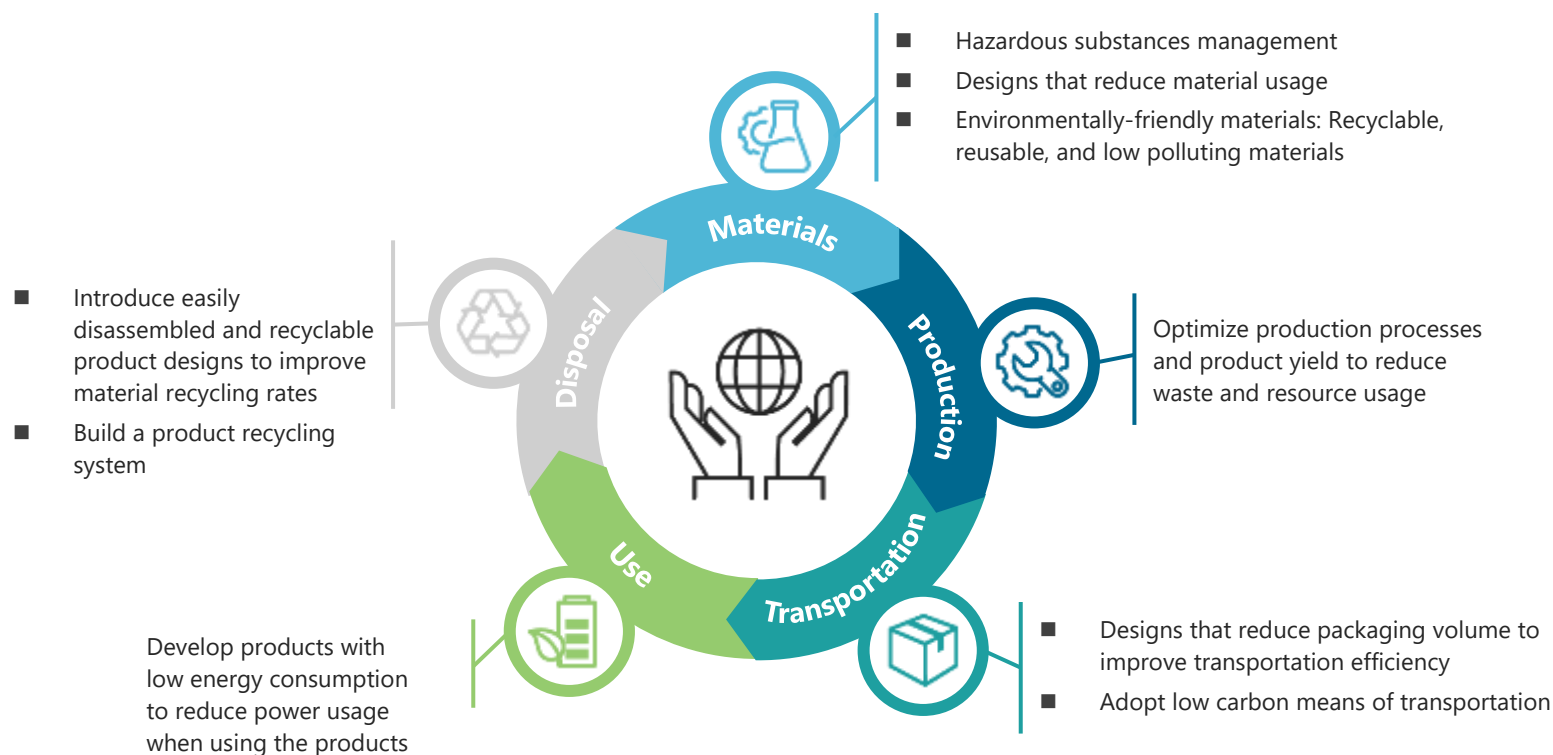 ■ Hazardous substances management
■ Designs that reduce material usage
■ Environmentally-friendly materials: Recyclable,
reusable, and low polluting materials
Materials
Production
Optimize production processes
and product yield to reduce
waste and resource usage
Transportation
■ Designs that reduce packaging volume to
improve transportation efficiency
■ Adopt low carbon means of transportation
Use
Develop products with
low energy consumption
to reduce power usage
when using the products
Disposal
■ Introduce easily
disassembled and recyclable
product designs to improve
material recycling rates
■ Build a product recycling
system